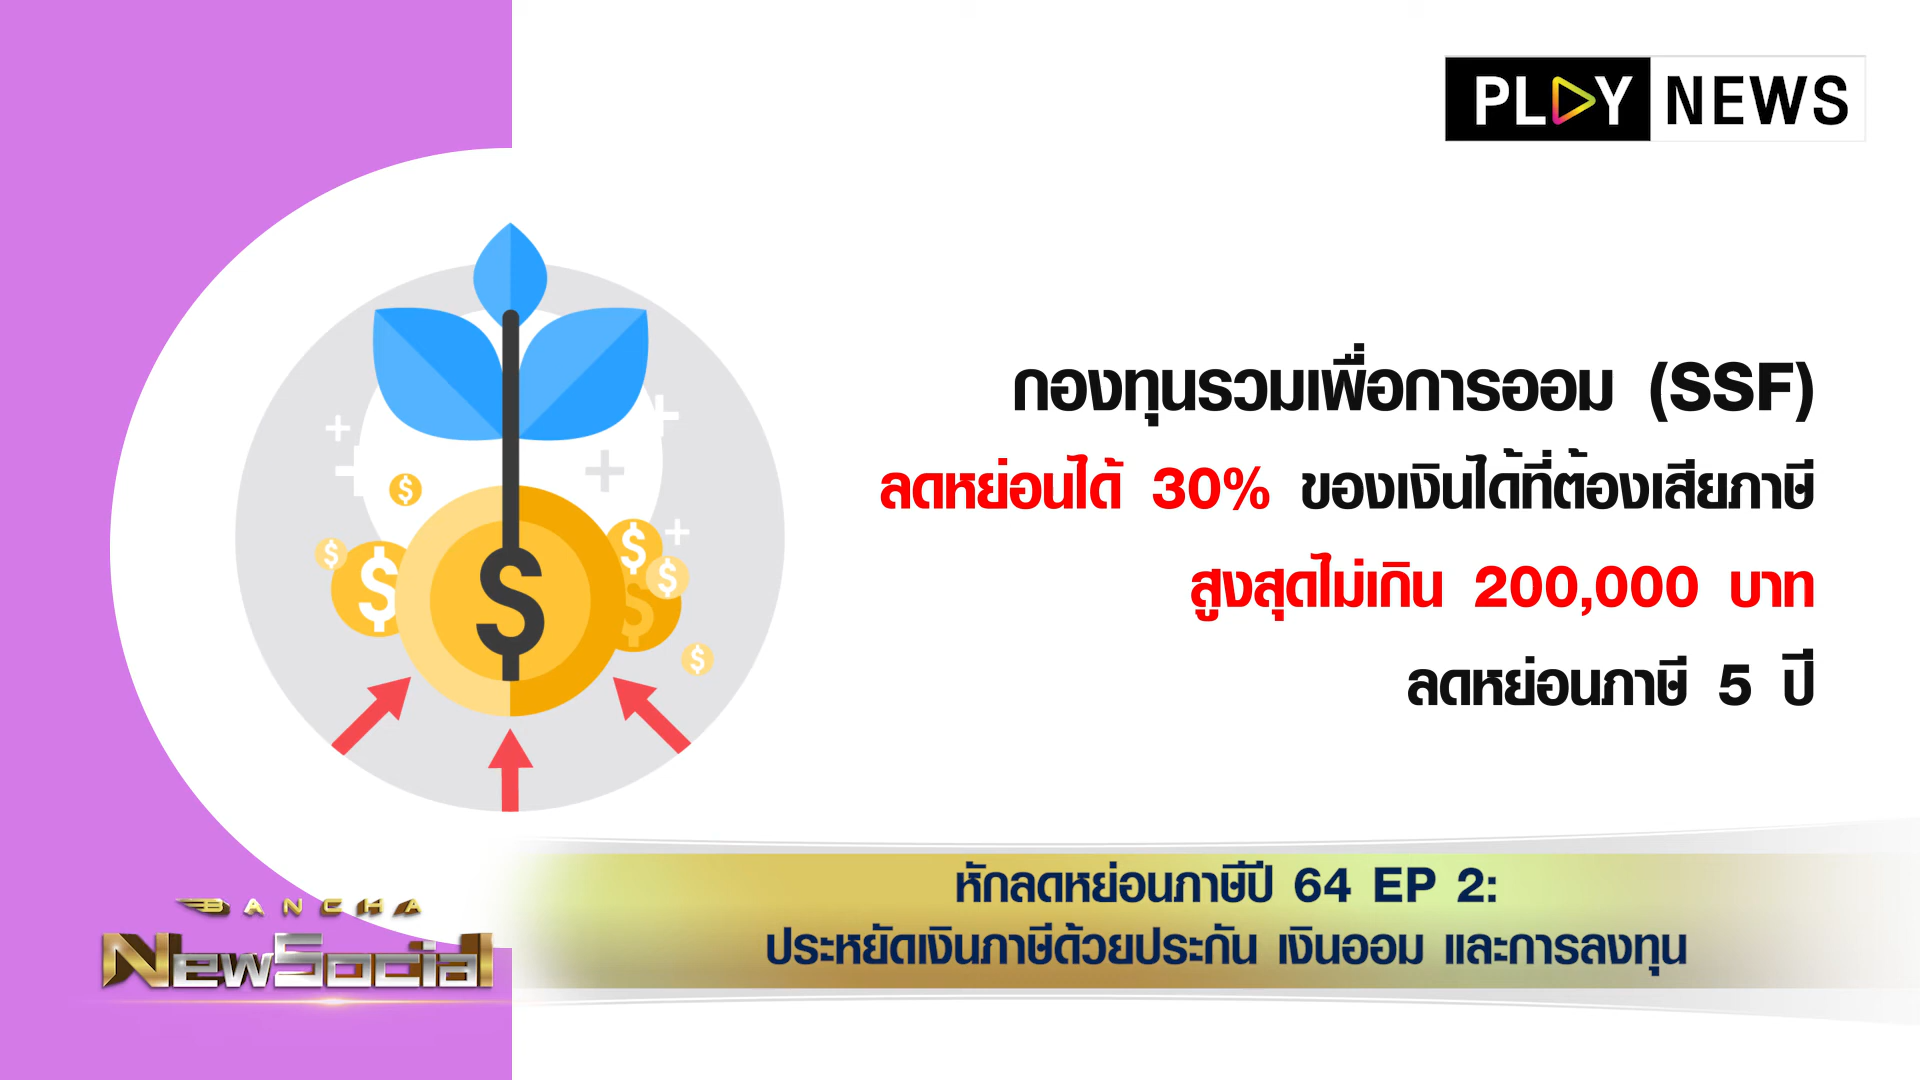 PLAY NEWS
กองทุนรวมเพื่อการออม (SSF)
ลดหย่อนได้ 30% ของเงินได้ที่ต้องเสียภาษี
สูงสุดไม่เกิน 200,000 บาท
ลดหย่อนภาษี 5 ปี
หักลดหย่อนภาษีปี 64 EP 2:
ประหยัดเงินภาษีด้วยประกัน เงินออม และการลงทุน
BANCHA
NewSocial
$
$
$
$
$
$
$
$